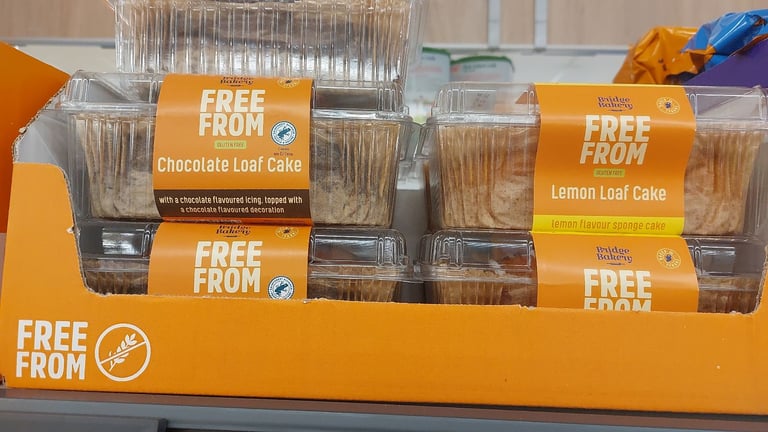 Bridge
Bakery
FREE
FROM
GLUTEN FREE
Chocolate Loaf Cake
with a chocolate flavoured icing, topped with
a chocolate flavoured decoration
Bridge
Bakery
FREE
FROM
GLUTEN FREE
Lemon Loaf Cake
lemon flavour sponge cake
Bridge
Bakery
FREE
FROM
Bridge
Bakery
FREE
FROM
FREE
FROM